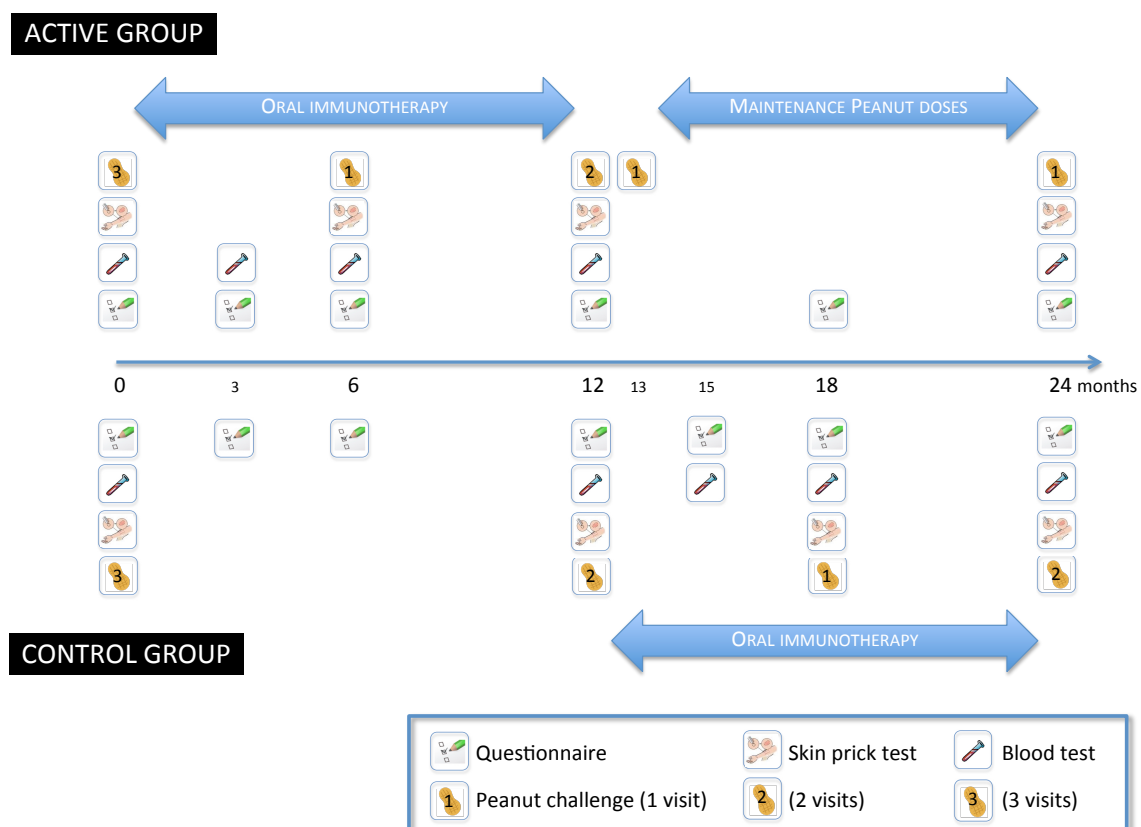 ACTIVE GROUP
ORAL IMMUNOTHERAPY
MAINTENANCE PEANUT DOSES
3 1 2 1 1
0 3 6 12 13 15 18 24 months
3 2 1 2
ORAL IMMUNOTHERAPY
CONTROL GROUP
Questionnaire Skin prick test Blood test
1 Peanut challenge (1 visit) 2 (2 visits) 3 (3 visits)